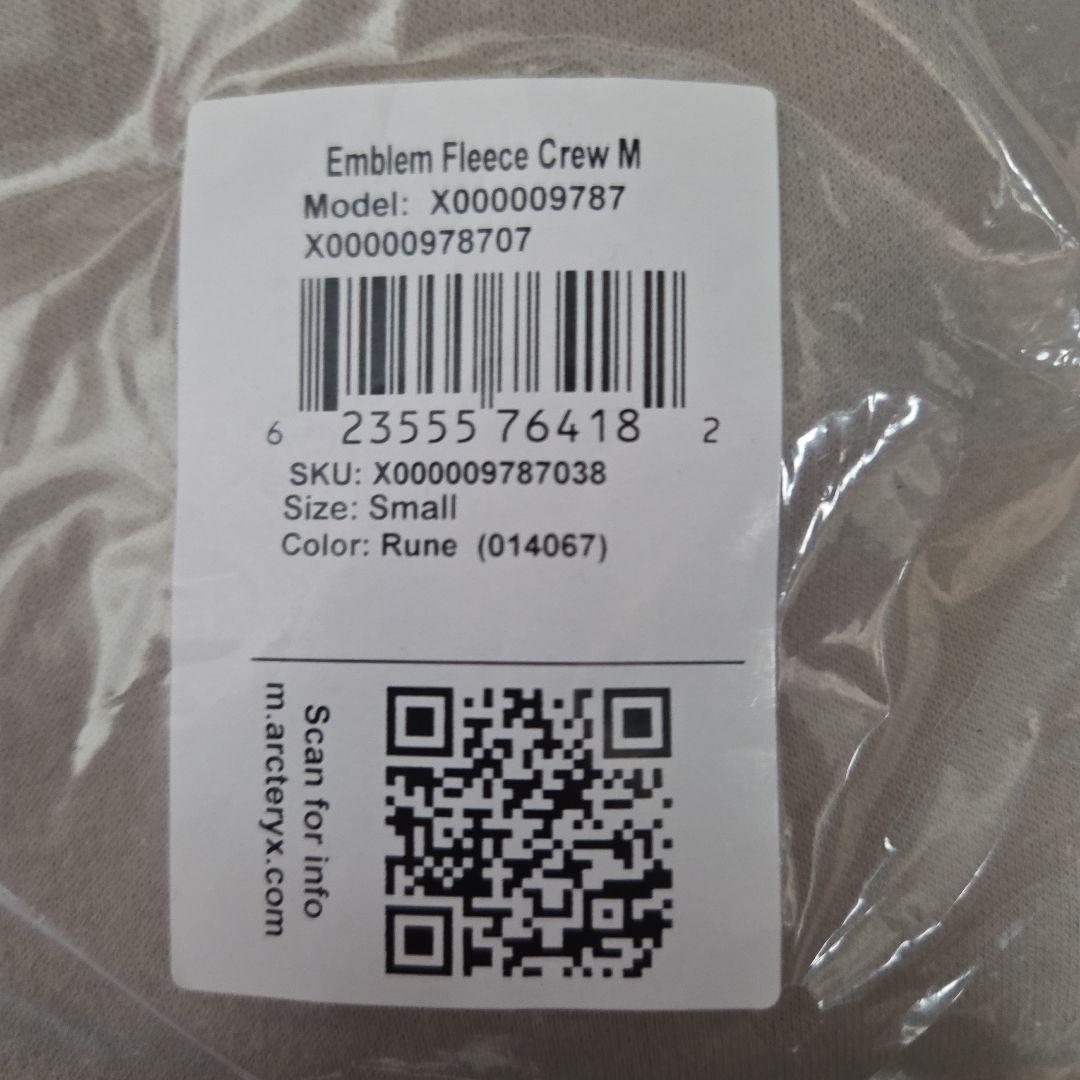 Emblem Fleece Crew M
Model: X000009787
X00000978707
6 23555 76418 2
SKU: X000009787038
Size: Small
Color: Rune (014067)
Scan for info
m.arcteryx.com